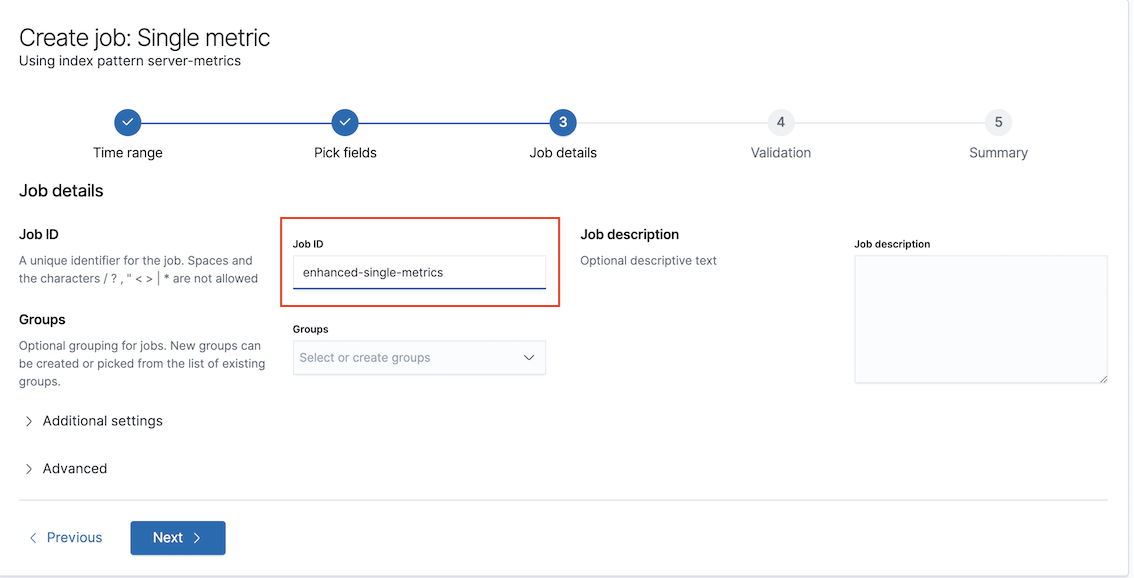 Create job: Single metric
Using index pattern server-metrics
3
4
5
Time range
Pick fields
Job details
Validation
Summary
Job details
Job ID
A unique identifier for the job. Spaces and
the characters / ? , " < > | * are not allowed
Job ID
enhanced-single-metrics
Job description
Optional descriptive text
Job description
Groups
Optional grouping for jobs. New groups can
be created or picked from the list of existing
groups.
Groups
Select or create groups
Additional settings
Advanced
Previous
Next